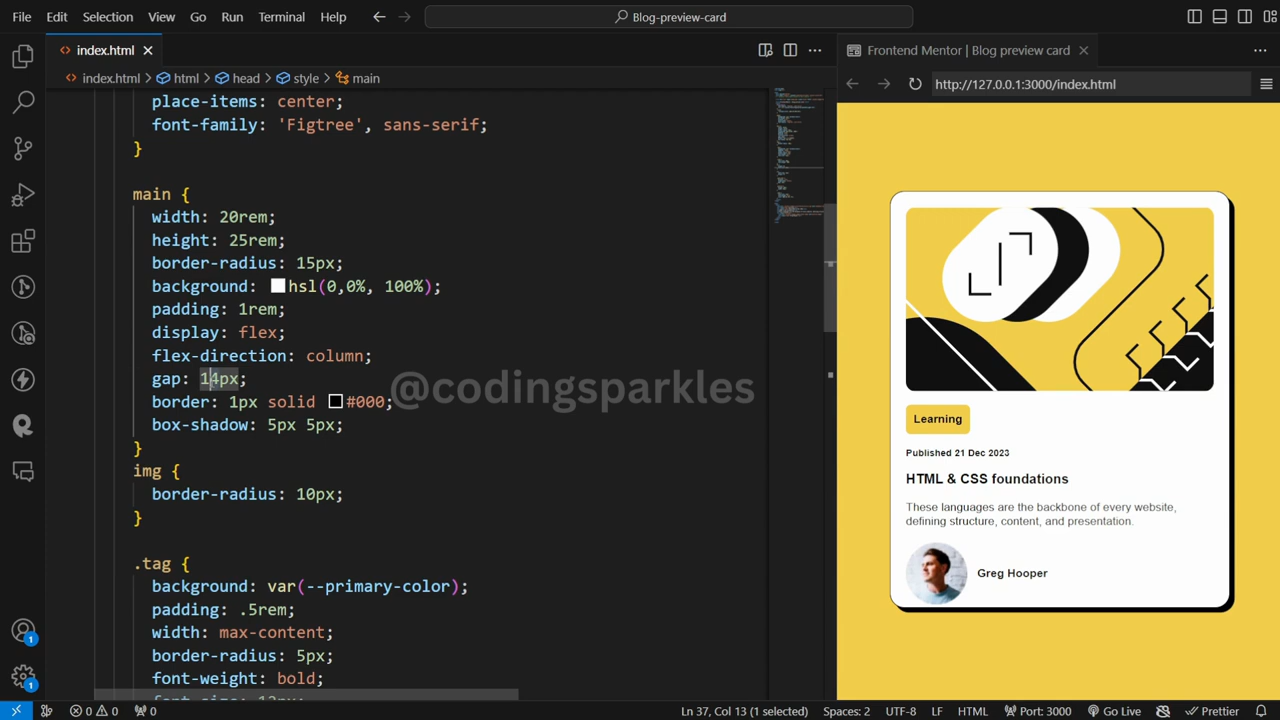 File Edit Selection View Go Run Terminal Help
Blog-preview-card
index.html
Frontend Mentor | Blog preview card
index.html > html > head > style > main
http://127.0.0.1:3000/index.html
place-items: center;
font-family: 'Figtree', sans-serif;
}
main {
width: 20rem;
height: 25rem;
border-radius: 15px;
background: hsl(0,0%, 100%);
padding: 1rem;
display: flex;
flex-direction: column;
gap: 14px;
border: 1px solid #000;
box-shadow: 5px 5px;
}
img {
border-radius: 10px;
}
.tag {
background: var(--primary-color);
padding: .5rem;
width: max-content;
border-radius: 5px;
font-weight: bold;
@codingsparkles
Learning
Published 21 Dec 2023
HTML & CSS foundations
These languages are the backbone of every website,
defining structure, content, and presentation.
Greg Hooper
1
1
0 0 0
Ln 37, Col 13 (1 selected) Spaces: 2 UTF-8 LF HTML Port: 3000 Go Live Prettier